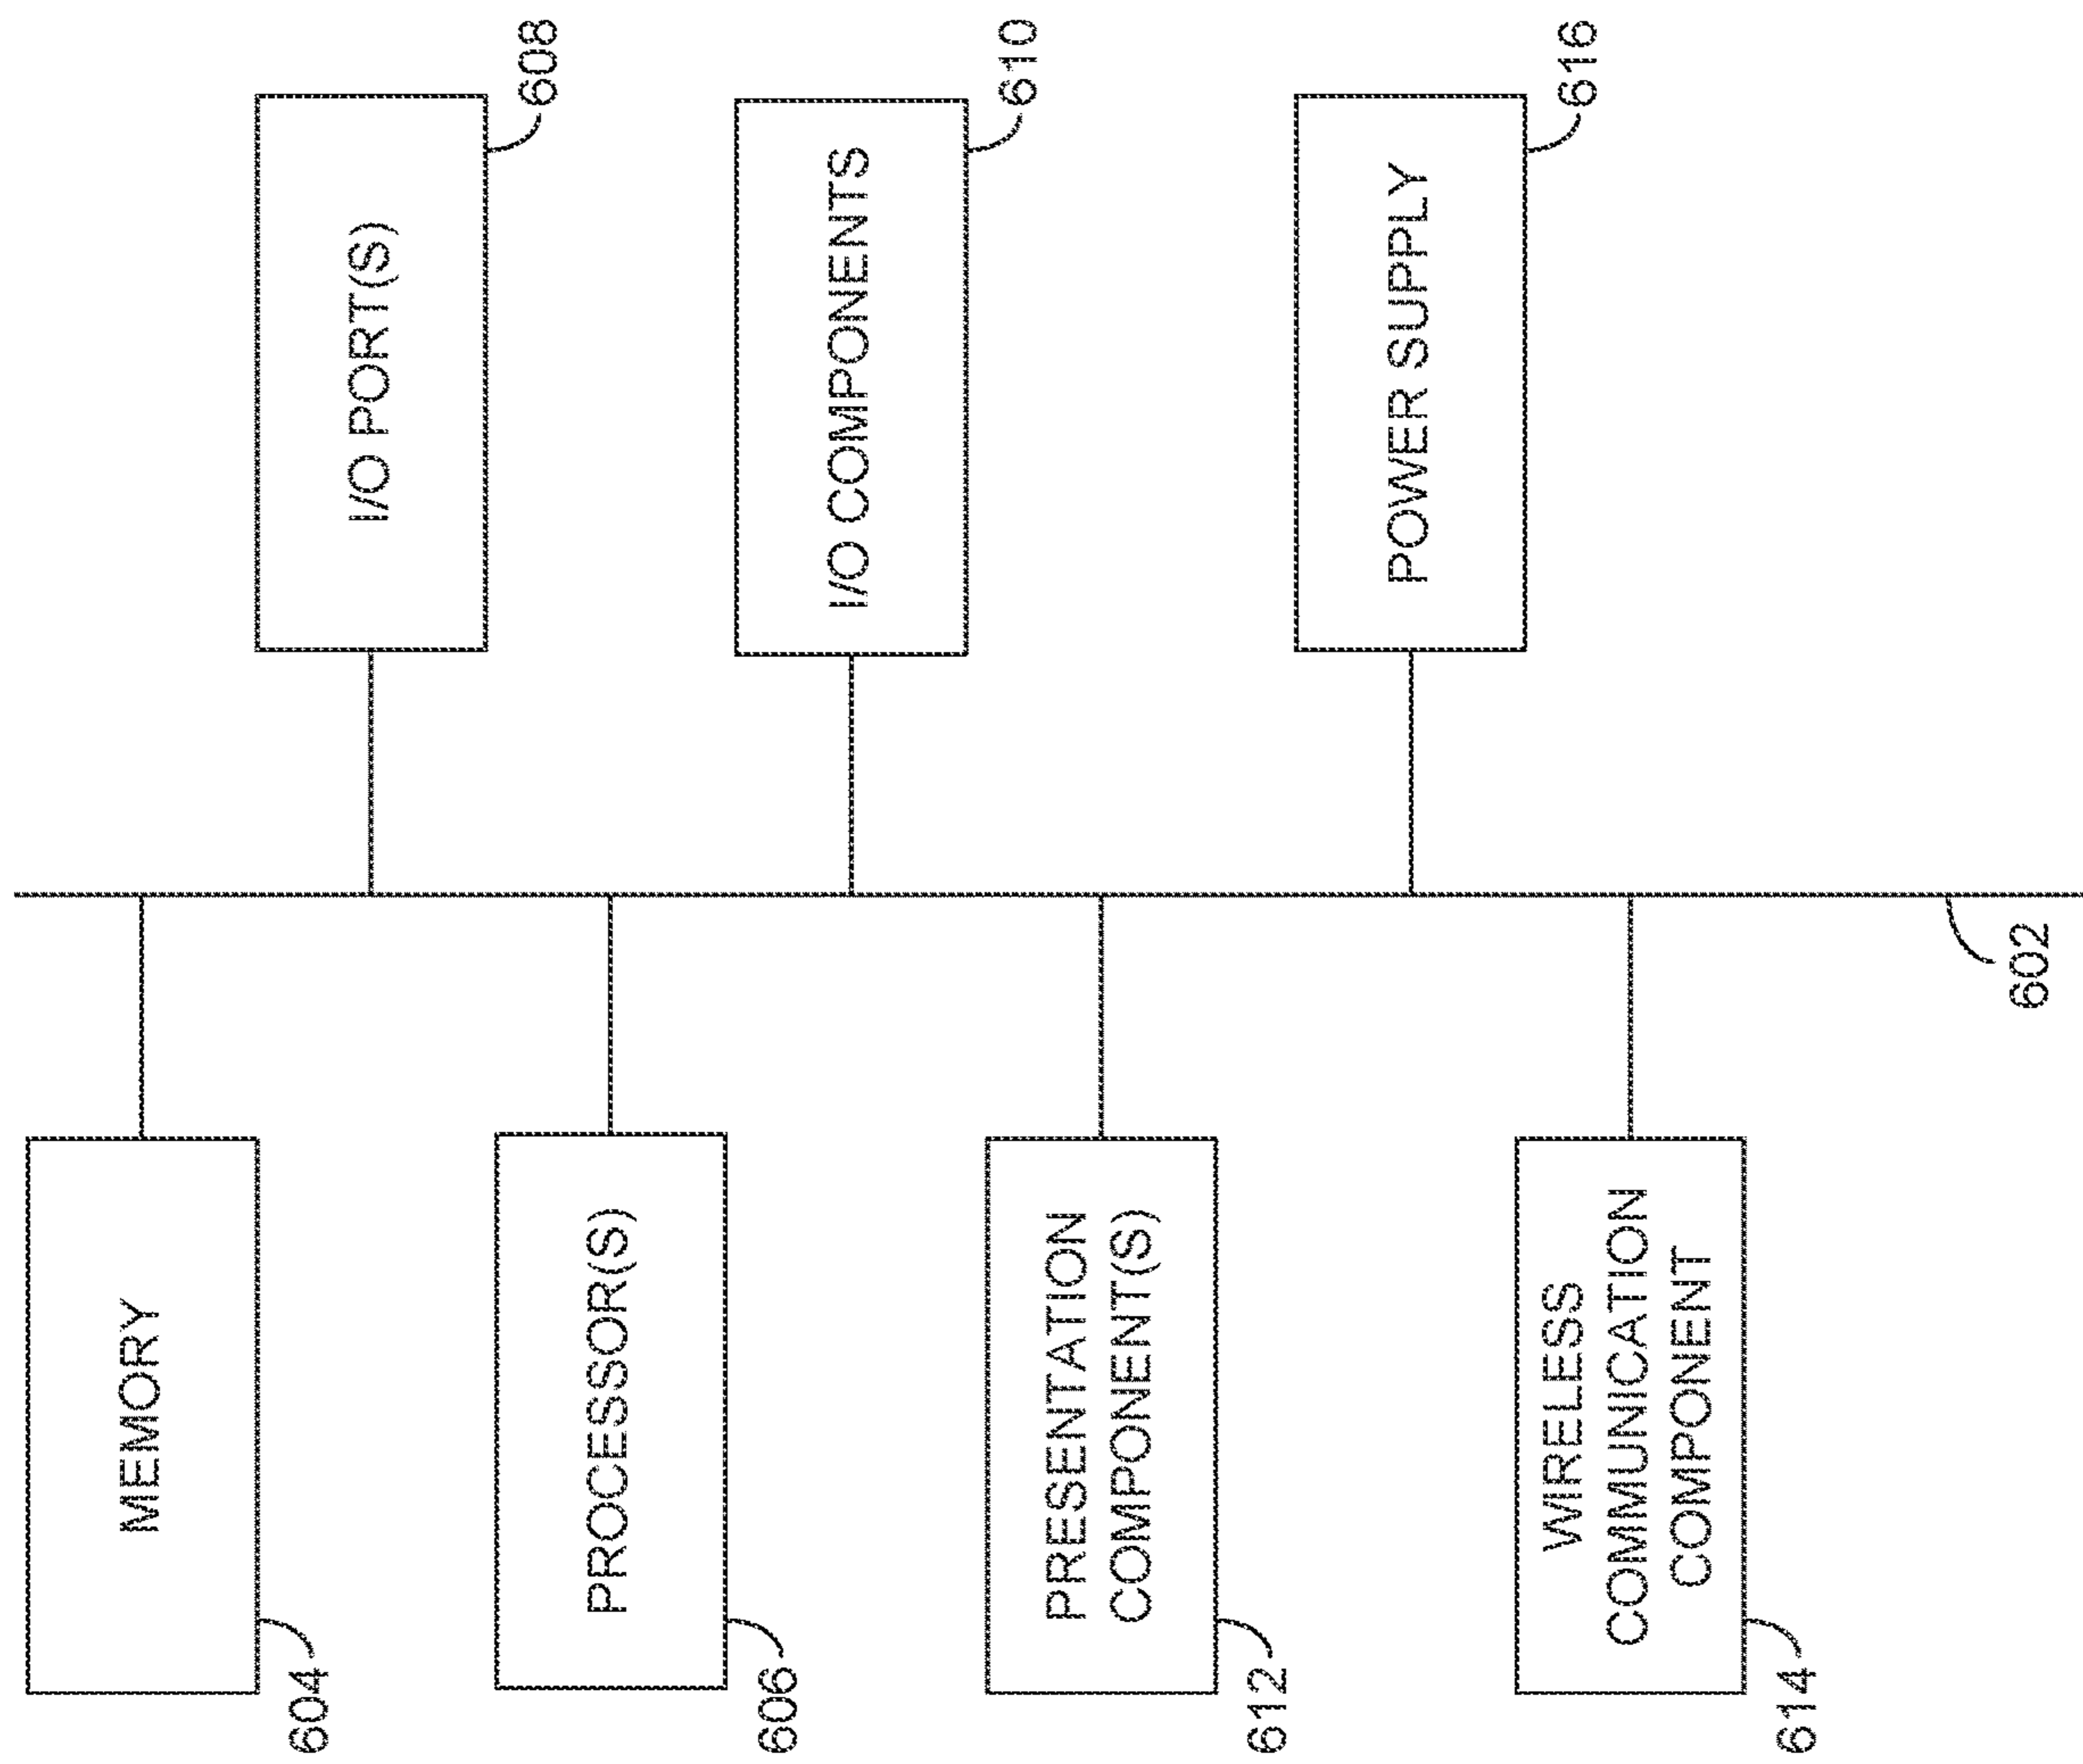 MEMORY
604
PROCESSOR(S)
606
PRESENTATION
COMPONENT(S)
612
WIRELESS
COMMUNICATION
COMPONENT
614
I/O PORT(S)
608
I/O COMPONENTS
610
POWER SUPPLY
616
602